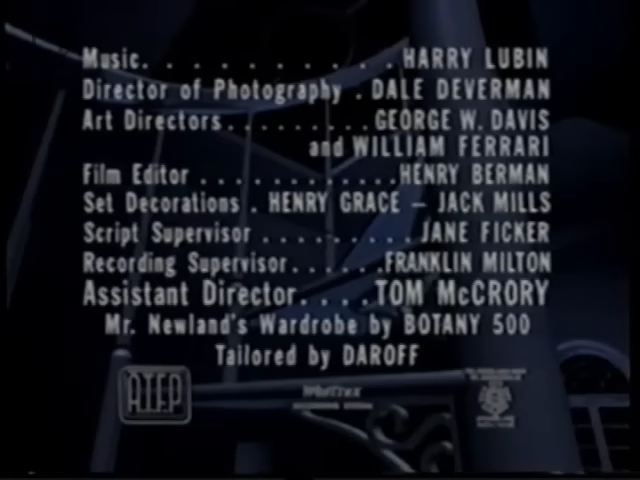 Music. . . . . . . . . . . HARRY LUBIN
Director of Photography . DALE DEVERMAN
Art Directors. . . . . . . . .GEORGE W. DAVIS
and WILLIAM FERRARI
Film Editor . . . . . . . . . . . . .HENRY BERMAN
Set Decorations . HENRY GRACE – JACK MILLS
Script Supervisor . . . . . . . . . .JANE FICKER
Recording Supervisor. . . . . .FRANKLIN MILTON
Assistant Director. . . . .TOM McCRORY
Mr. Newland's Wardrobe by BOTANY 500
Tailored by DAROFF
A.T.F.P